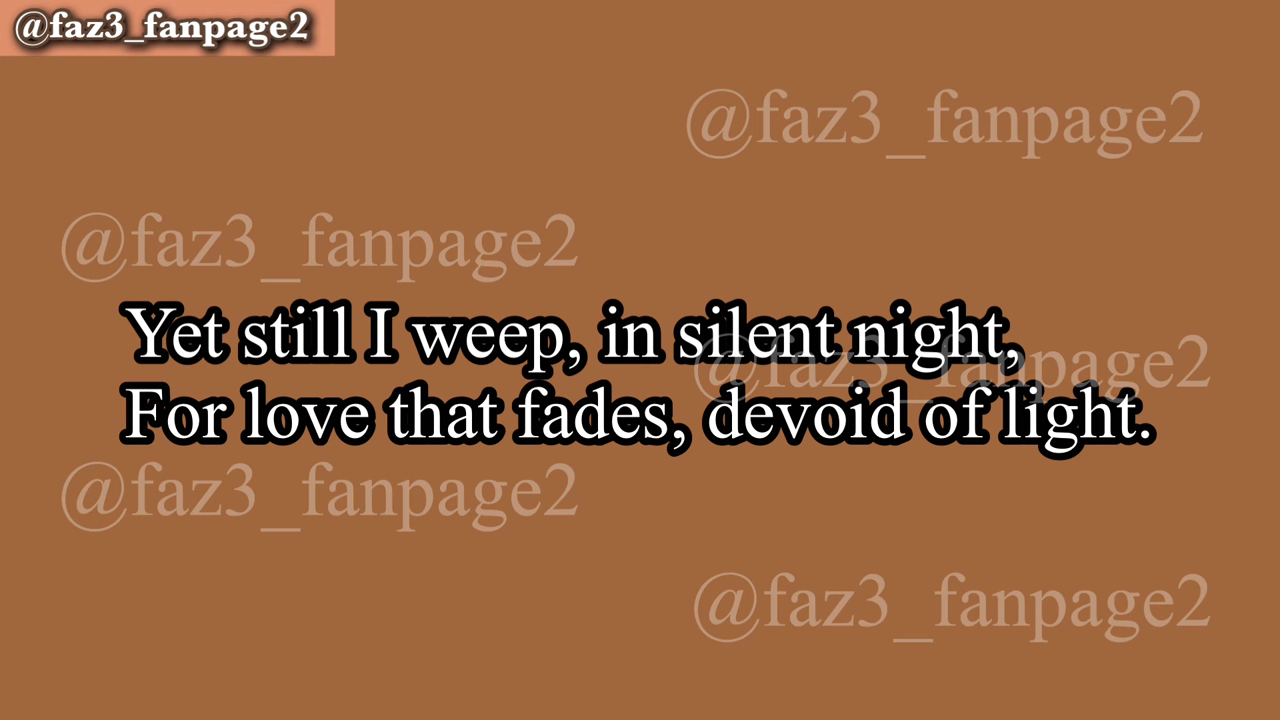 @faz3_fanpage2
@faz3_fanpage2
@faz3_fanpage2
Yet still I weep, in silent night,
@faz3_fanpage2
For love that fades, devoid of light.
@faz3_fanpage2
@faz3_fanpage2